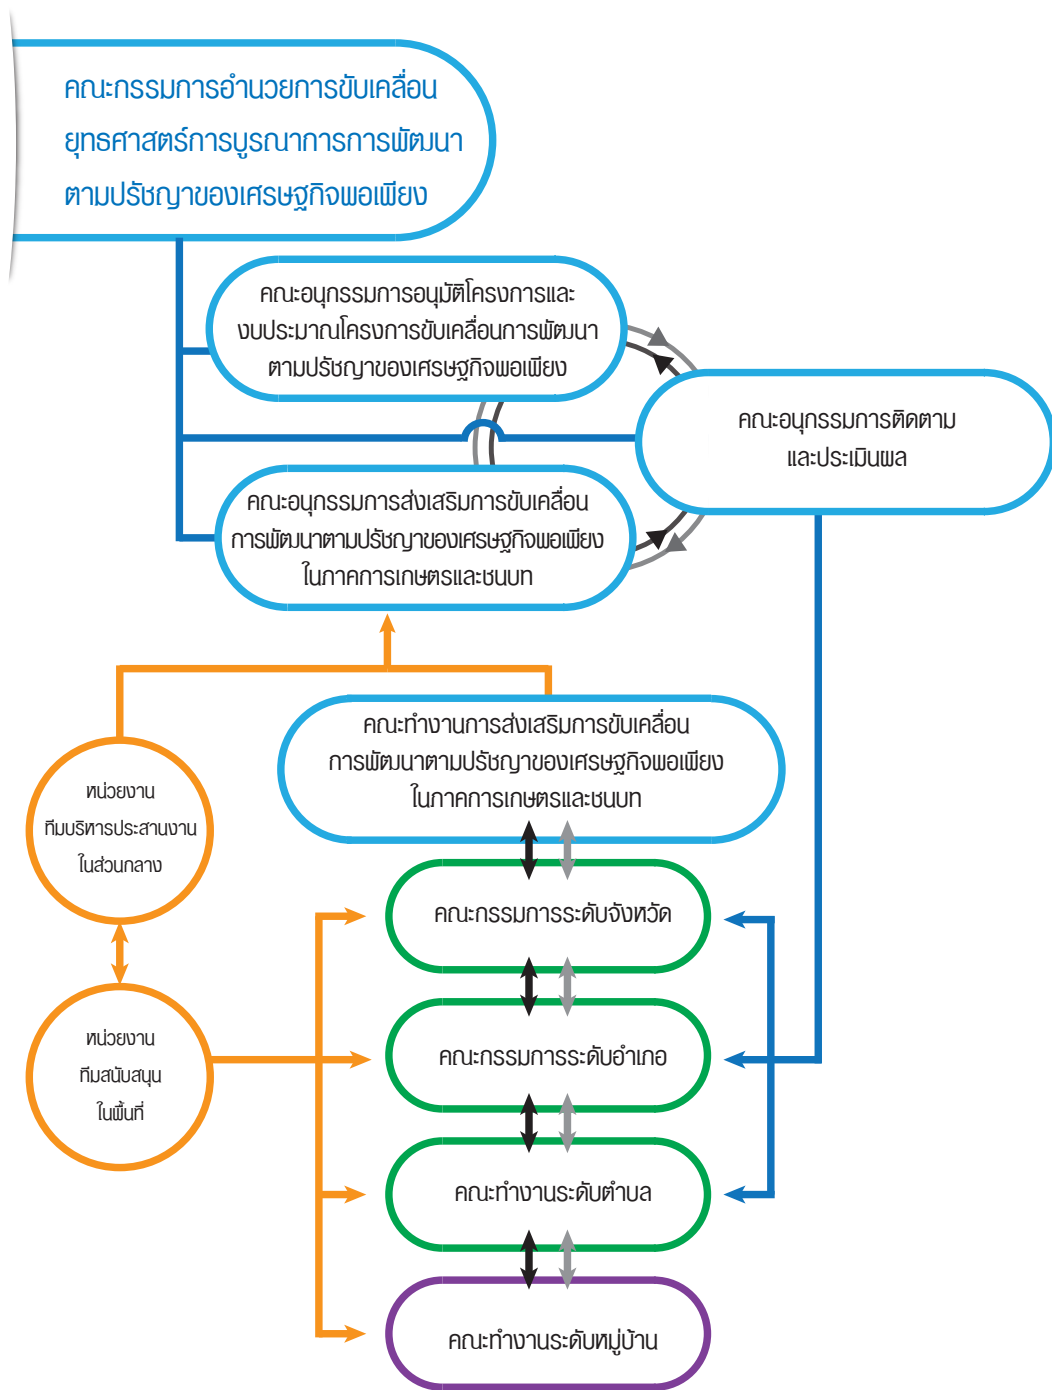 คณะกรรมการอำนวยการขับเคลื่อน
ยุทธศาสตร์การบูรณาการการพัฒนา
ตามปรัชญาของเศรษฐกิจพอเพียง
คณะอนุกรรมการอนุมัติโครงการและ
งบประมาณโครงการขับเคลื่อนการพัฒนา
ตามปรัชญาของเศรษฐกิจพอเพียง
คณะอนุกรรมการติดตาม
และประเมินผล
คณะอนุกรรมการส่งเสริมการขับเคลื่อน
การพัฒนาตามปรัชญาของเศรษฐกิจพอเพียง
ในภาคการเกษตรและชนบท
คณะทำงานการส่งเสริมการขับเคลื่อน
การพัฒนาตามปรัชญาของเศรษฐกิจพอเพียง
ในภาคการเกษตรและชนบท
หน่วยงาน
ทีมบริหารประสานงาน
ในส่วนกลาง
คณะกรรมการระดับจังหวัด
หน่วยงาน
ทีมสนับสนุน
ในพื้นที่
คณะกรรมการระดับอำเภอ
คณะทำงานระดับตำบล
คณะทำงานระดับหมู่บ้าน